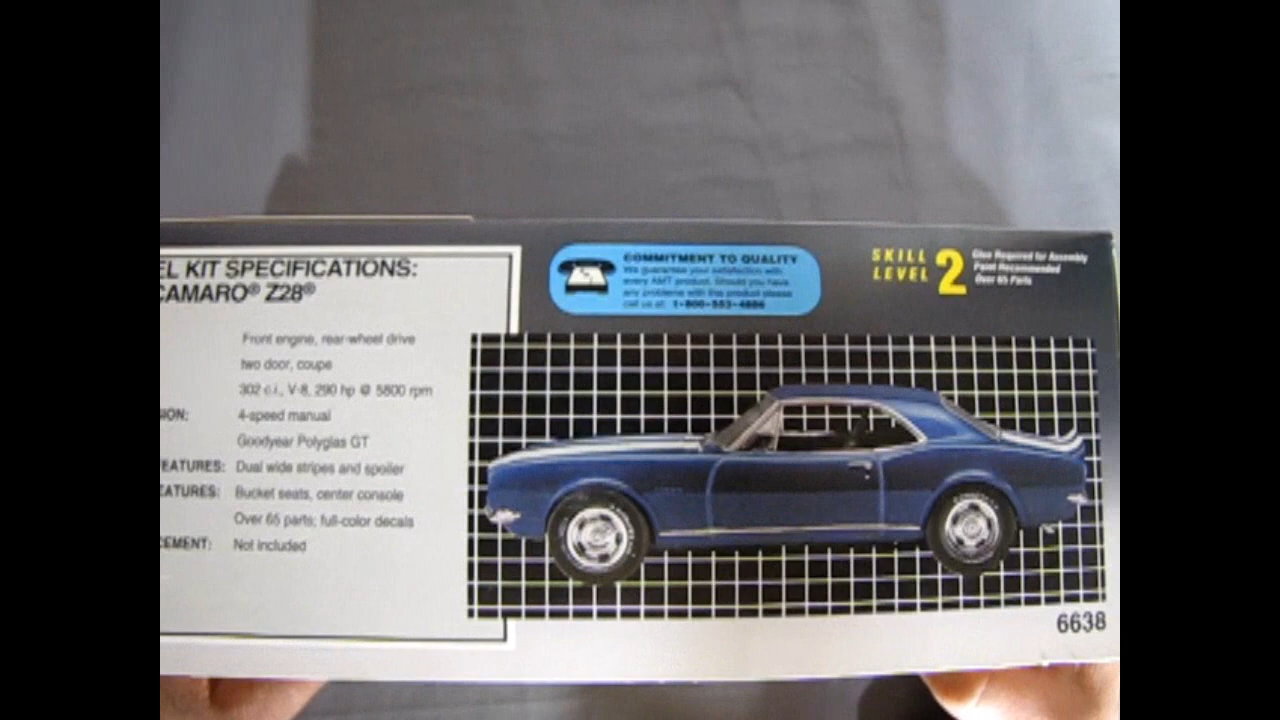 EL KIT SPECIFICATIONS:
CAMARO® Z28®
Front engine, rear-wheel drive
two door, coupe
302 c.i., V-8, 290 hp @ 5800 rpm
ION: 4-speed manual
Goodyear Polyglas GT
FEATURES: Dual wide stripes and spoiler
EATURES: Bucket seats, center console
Over 65 parts; full-color decals
CEMENT: Not included
COMMITMENT TO QUALITY
We guarantee your satisfaction with
every AMT product. Should you have
any problems with this product please
call us at: 1-800-553-4886
SKILL
LEVEL 2
Glue Required for Assembly
Paint Recommended
Over 65 Parts
6638